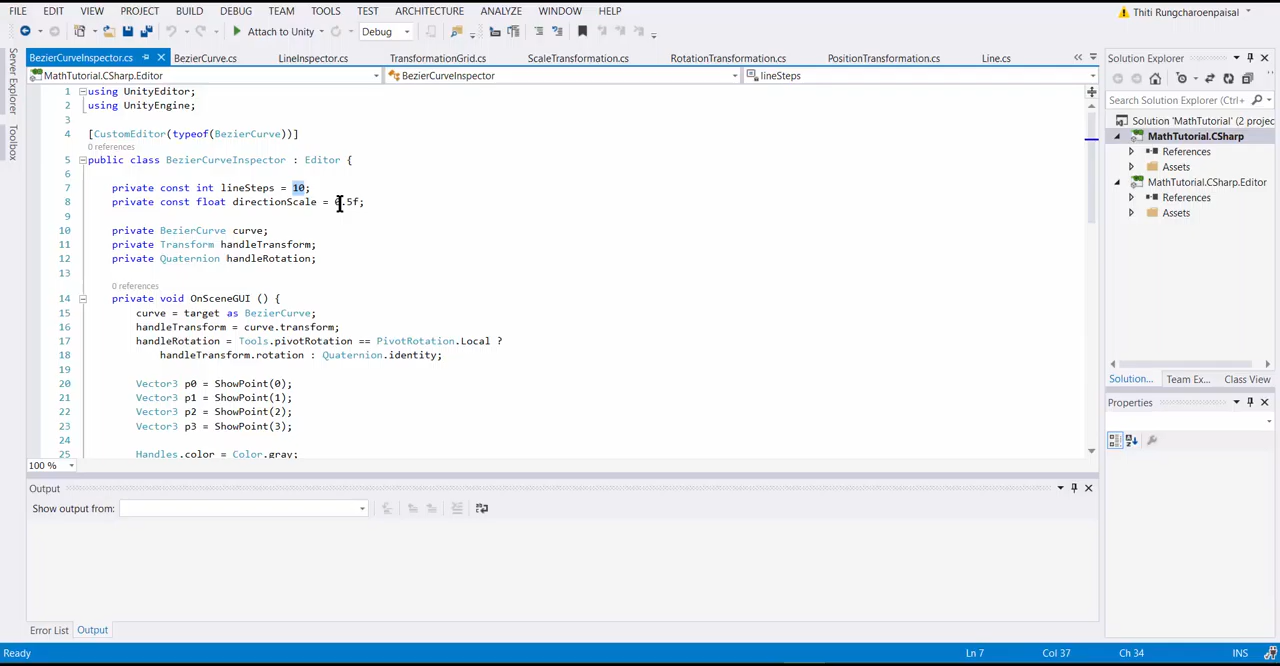 FILE EDIT VIEW PROJECT BUILD DEBUG TEAM TOOLS TEST ARCHITECTURE ANALYZE WINDOW HELP Thiti Rungcharoenpaisal
Attach to Unity Debug
BezierCurveInspector.cs BezierCurve.cs LineInspector.cs TransformationGrid.cs ScaleTransformation.cs RotationTransformation.cs PositionTransformation.cs Line.cs
MathTutorial.CSharp.Editor BezierCurveInspector lineSteps
Server Explorer
Toolbox
1 using UnityEditor;
2 using UnityEngine;
3
4 [CustomEditor(typeof(BezierCurve))]
0 references
5 public class BezierCurveInspector : Editor {
6
7 private const int lineSteps = 10;
8 private const float directionScale = 0.5f;
9
10 private BezierCurve curve;
11 private Transform handleTransform;
12 private Quaternion handleRotation;
13
0 references
14 private void OnSceneGUI () {
15 curve = target as BezierCurve;
16 handleTransform = curve.transform;
17 handleRotation = Tools.pivotRotation == PivotRotation.Local ?
18 handleTransform.rotation : Quaternion.identity;
19
20 Vector3 p0 = ShowPoint(0);
21 Vector3 p1 = ShowPoint(1);
22 Vector3 p2 = ShowPoint(2);
23 Vector3 p3 = ShowPoint(3);
24
25 Handles.color = Color.gray;
100 %
Solution Explorer
Search Solution Explorer (Ctrl+
Solution 'MathTutorial' (2 projec
MathTutorial.CSharp
References
Assets
MathTutorial.CSharp.Editor
References
Assets
Solution... Team Ex... Class View
Properties
Output
Show output from:
Error List Output
Ready Ln 7 Col 37 Ch 34 INS